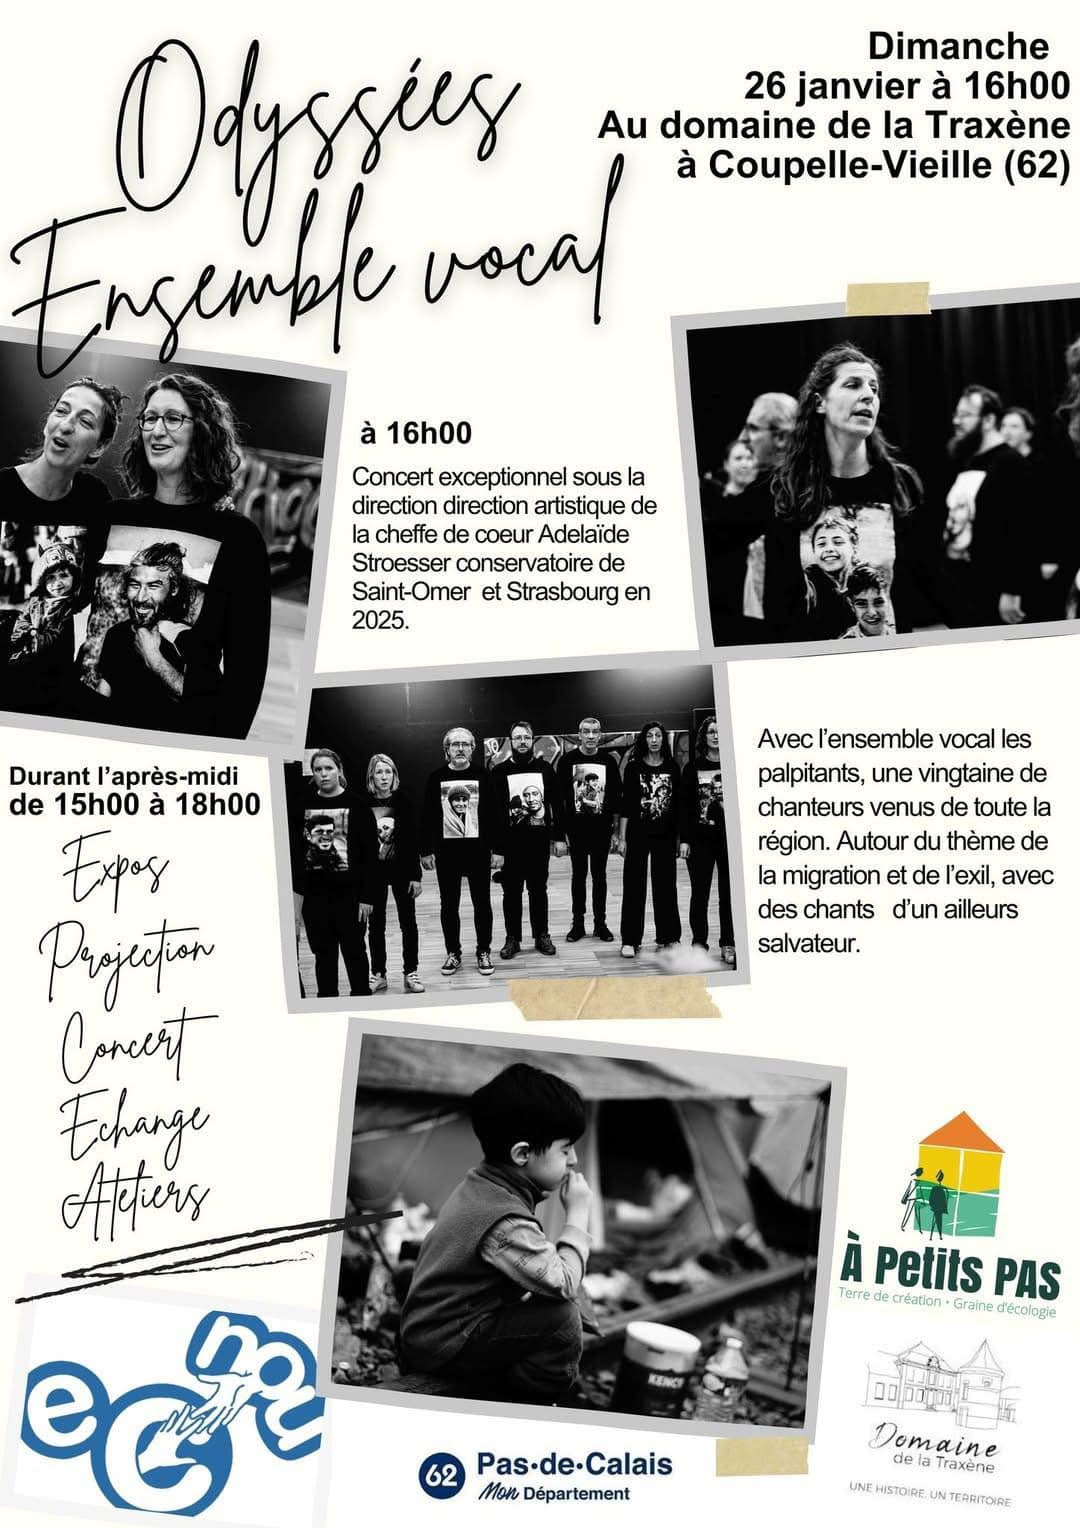 Odyssées
Ensemble vocal
Dimanche
26 janvier à 16h00
Au domaine de la Traxène
à Coupelle-Vieille (62)
à 16h00
Concert exceptionnel sous la
direction direction artistique de
la cheffe de coeur Adelaïde
Stroesser conservatoire de
Saint-Omer et Strasbourg en
2025.
Avec l’ensemble vocal les
palpitants, une vingtaine de
chanteurs venus de toute la
région. Autour du thème de
la migration et de l’exil, avec
des chants d’un ailleurs
salvateur.
Durant l’après-midi
de 15h00 à 18h00
Expos
Projection
Concert
Echange
Ateliers
À Petits PAS
Terre de création • Graine d'écologie
Domaine
de la Traxène
UNE HISTOIRE, UN TERRITOIRE
62 Pas•de•Calais
Mon Département